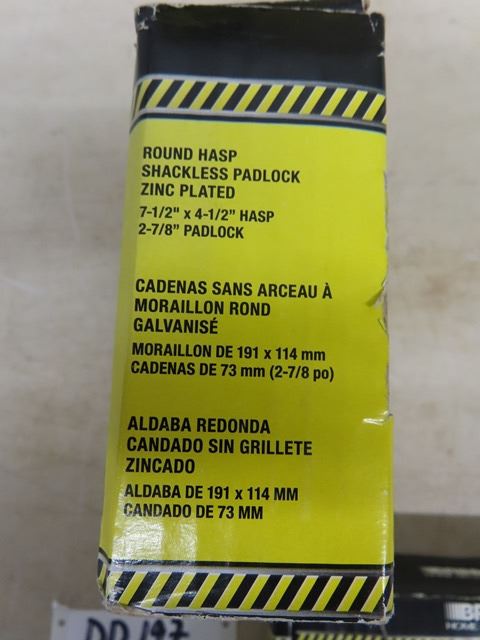 ROUND HASP
SHACKLESS PADLOCK
ZINC PLATED
7-1/2" x 4-1/2" HASP
2-7/8" PADLOCK
CADENAS SANS ARCEAU À
MORAILLON ROND
GALVANISÉ
MORAILLON DE 191 x 114 mm
CADENAS DE 73 mm (2-7/8 po)
ALDABA REDONDA
CANDADO SIN GRILLETE
ZINCADO
ALDABA DE 191 x 114 MM
CANDADO DE 73 MM
DD197
HOME